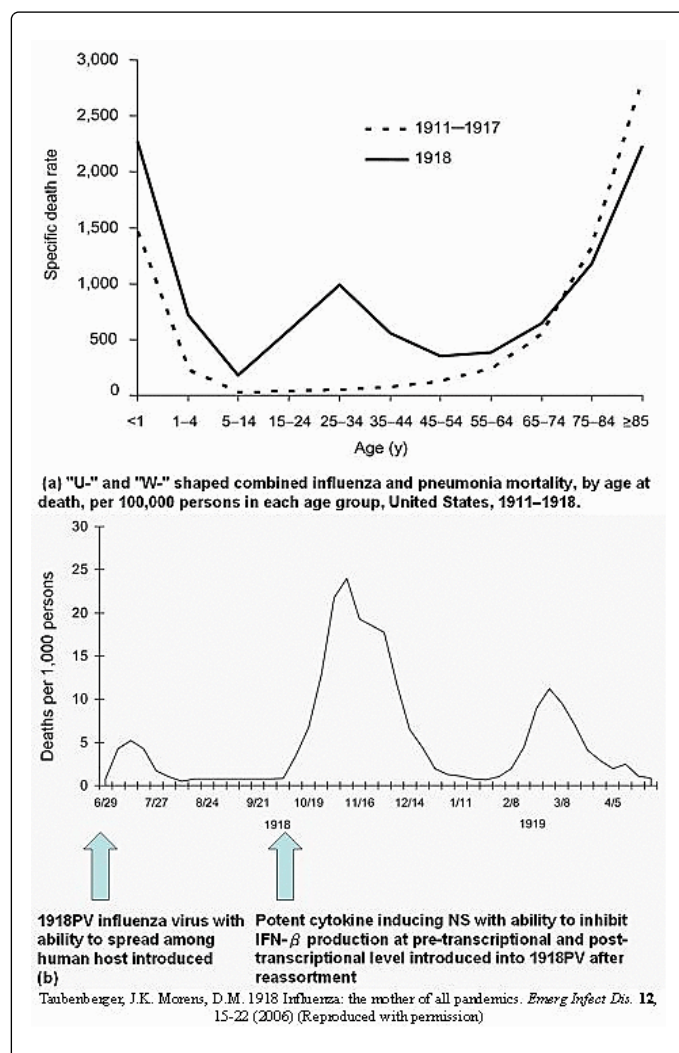 3,000
2,500
2,000
1,500
1,000
500
0
Specific death rate
1911—1917
1918
<1 1–4 5–14 15–24 25–34 35–44 45–54 55–64 65–74 75–84 ≥85
Age (y)
(a) "U-" and "W-" shaped combined influenza and pneumonia mortality, by age at
death, per 100,000 persons in each age group, United States, 1911–1918.
30
25
20
15
10
5
0
Deaths per 1,000 persons
6/29 7/27 8/24 9/21 10/19 11/16 12/14 1/11 2/8 3/8 4/5
1918 1919
1918PV influenza virus with
ability to spread among
human host introduced
(b)
Potent cytokine inducing NS with ability to inhibit
IFN-β production at pre-transcriptional and post-
transcriptional level introduced into 1918PV after
reassortment
Taubenberger, J.K. Morens, D.M. 1918 Influenza: the mother of all pandemics. Emerg Infect Dis. 12,
15-22 (2006) (Reproduced with permission)